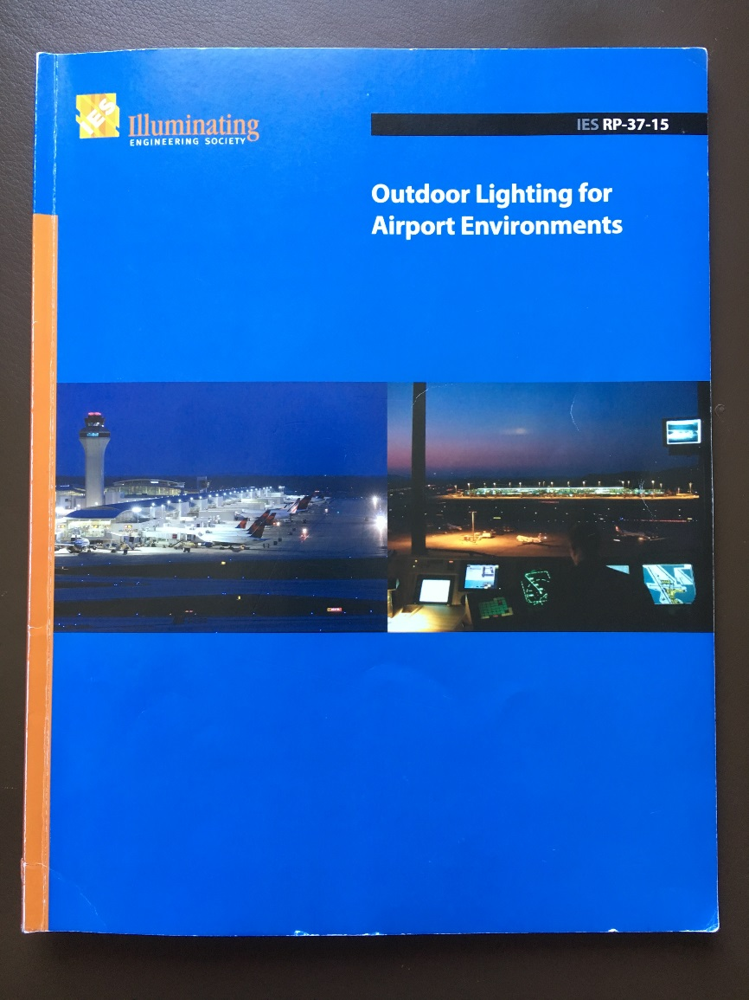 IES
Illuminating
ENGINEERING SOCIETY
IES RP-37-15
Outdoor Lighting for
Airport Environments